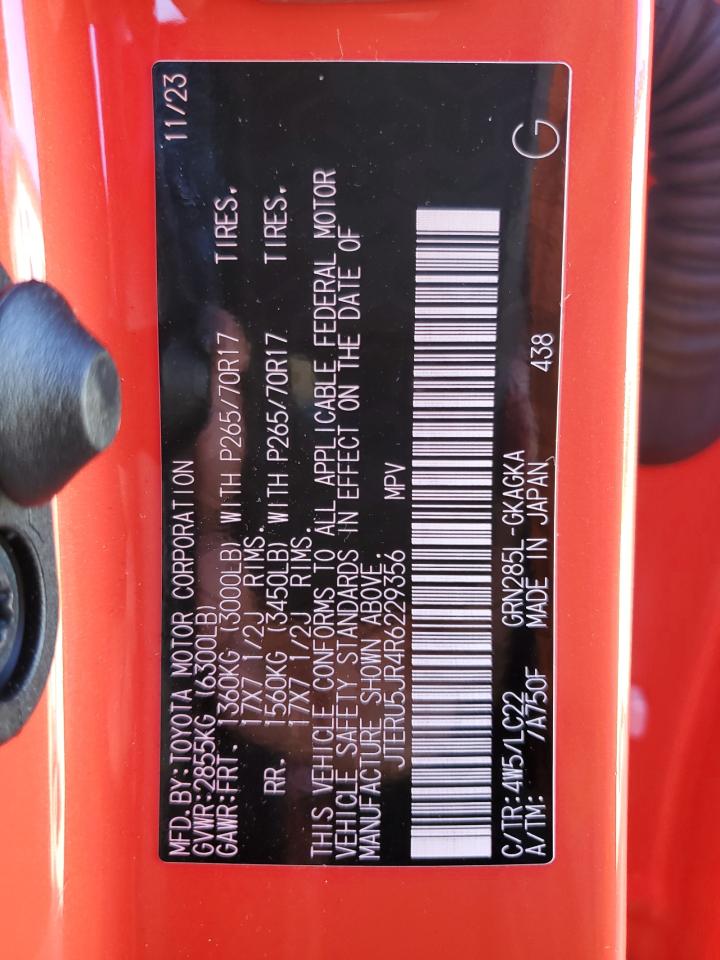 MFD.BY:TOYOTA MOTOR CORPORATION 11/23
GVWR:2855KG (6300LB)
GAWR:FRT. 1360KG (3000LB) WITH P265/70R17 TIRES.
17X7 1/2J RIMS.
RR. 1560KG (3450LB) WITH P265/70R17 TIRES.
17X7 1/2J RIMS.
THIS VEHICLE CONFORMS TO ALL APPLICABLE FEDERAL MOTOR
VEHICLE SAFETY STANDARDS IN EFFECT ON THE DATE OF
MANUFACTURE SHOWN ABOVE.
JTERU5JR4R6229356 MPV
C/TR:4W5/LC22 GRN285L-GKAGKA G
A/TM: /A750F MADE IN JAPAN 438